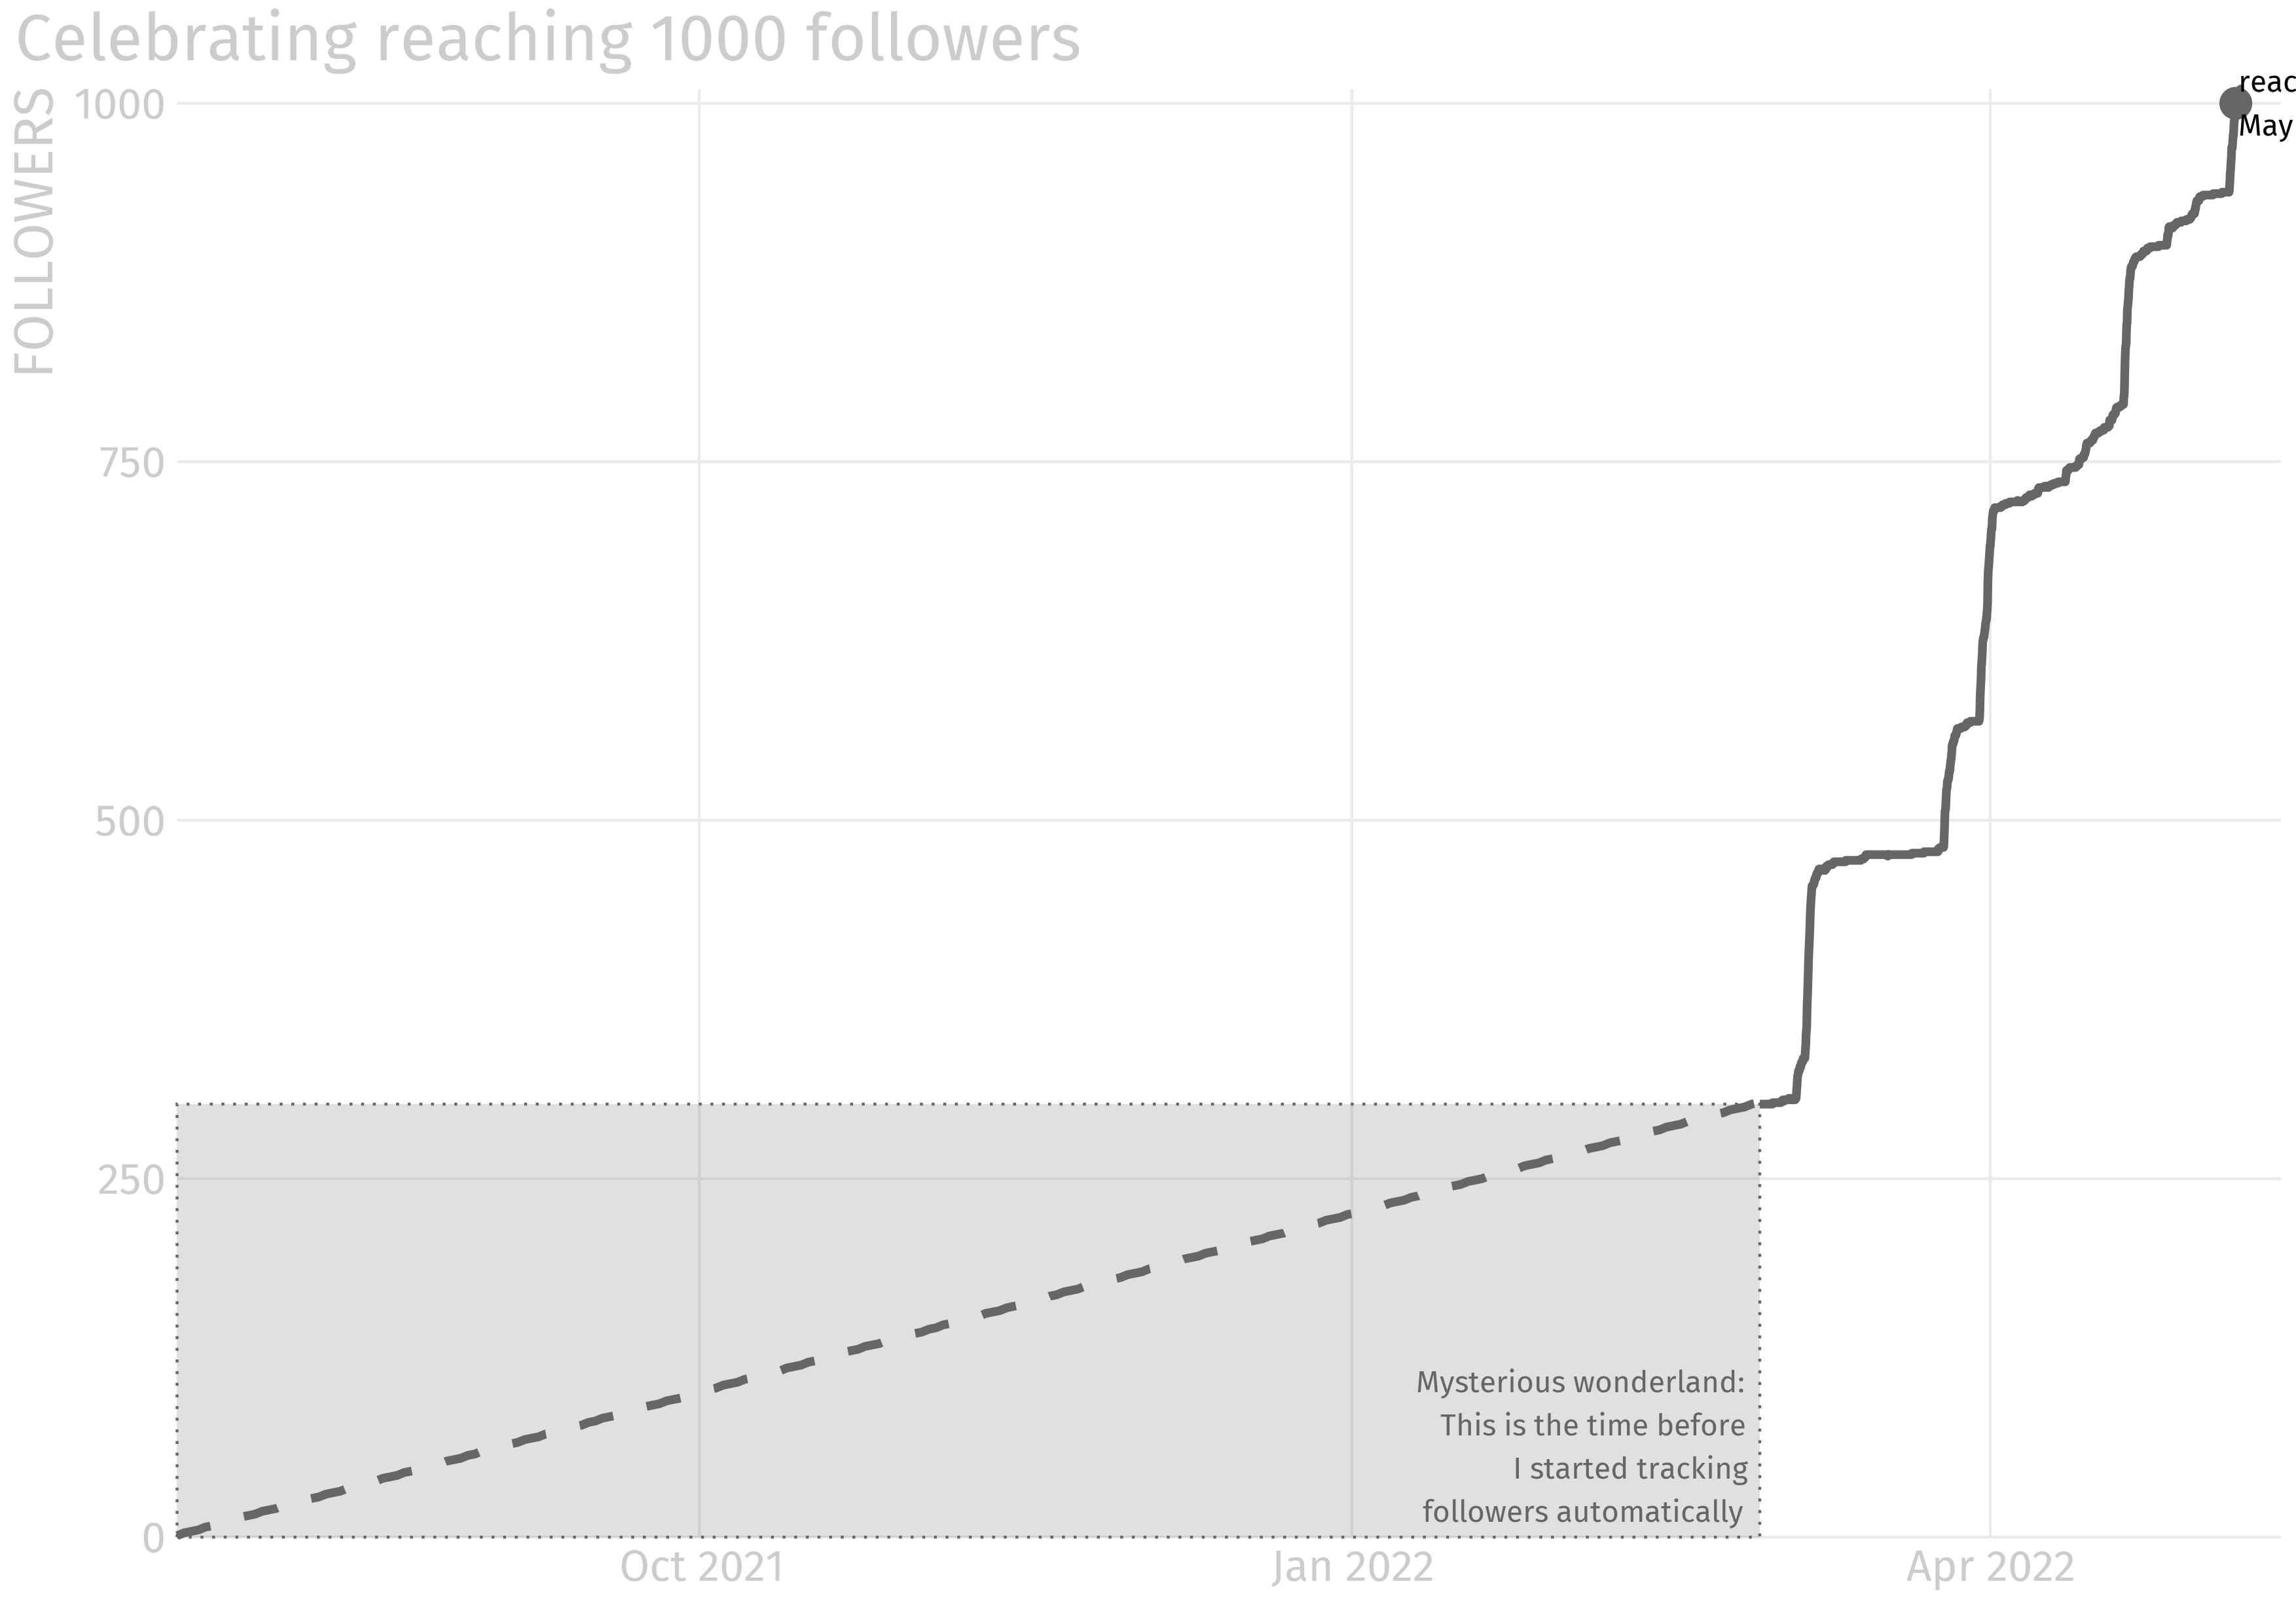 Celebrating reaching 1000 followers
FOLLOWERS
1000
750
500
250
0
reac
May
Mysterious wonderland:
This is the time before
I started tracking
followers automatically
Oct 2021
Jan 2022
Apr 2022